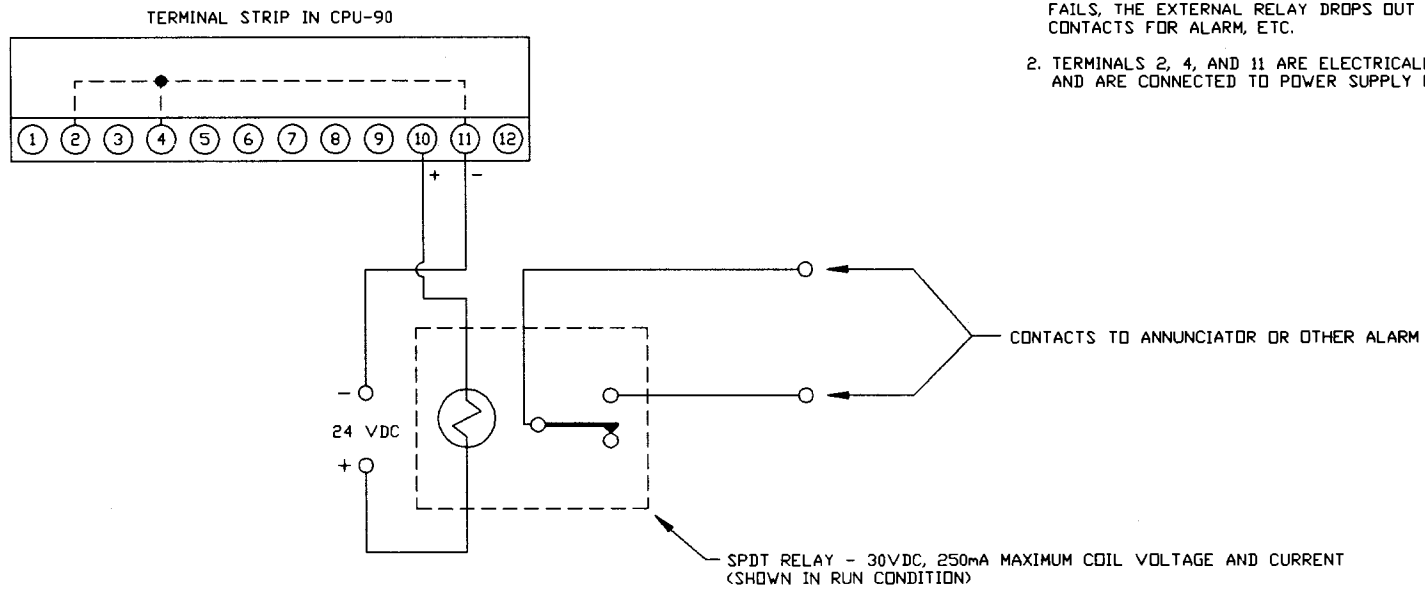 TERMINAL STRIP IN CPU-90
FAILS, THE EXTERNAL RELAY DROPS OUT
CONTACTS FOR ALARM, ETC.
2. TERMINALS 2, 4, AND 11 ARE
AND ARE CONNECTED TO POWER SUPPLY
1 2 3 4 5 6 7 8 9 10 11 12
+ -
CONTACTS TO ANNUNCIATOR OR OTHER ALARM
-
24 VDC
+
SPDT RELAY - 30VDC, 250mA MAXIMUM COIL VOLTAGE AND CURRENT
(SHOWN IN RUN CONDITION)